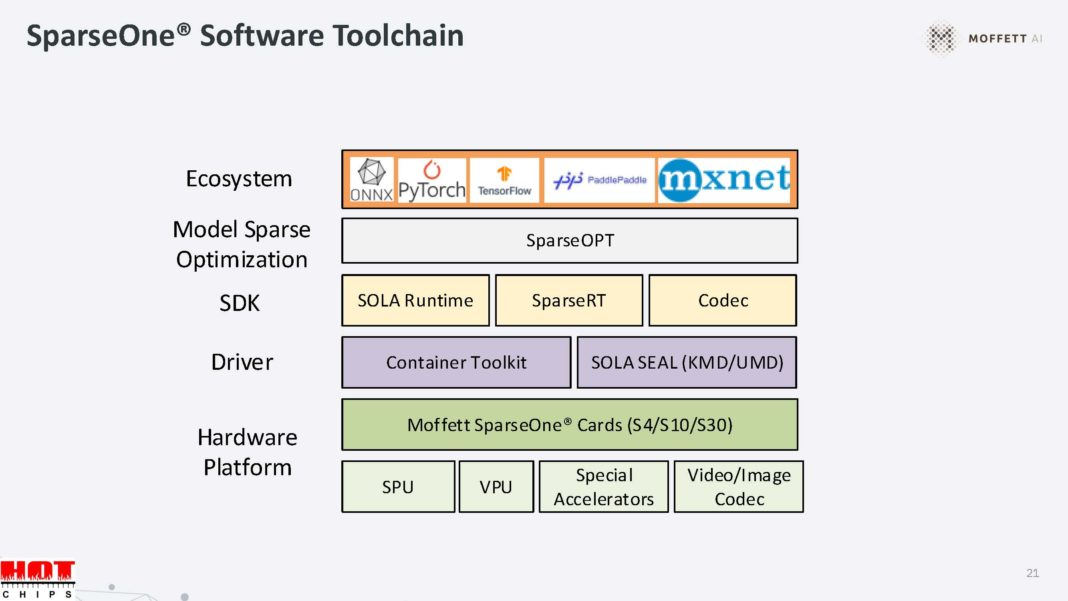 SparseOne® Software Toolchain
MOFFETT AI
Ecosystem
ONNX
PyTorch
TensorFlow
PaddlePaddle
mxnet
Model Sparse
Optimization
SparseOPT
SDK
SOLA Runtime
SparseRT
Codec
Driver
Container Toolkit
SOLA SEAL (KMD/UMD)
Hardware
Platform
Moffett SparseOne® Cards (S4/S10/S30)
SPU
VPU
Special
Accelerators
Video/Image
Codec
HOT
CHIPS
21